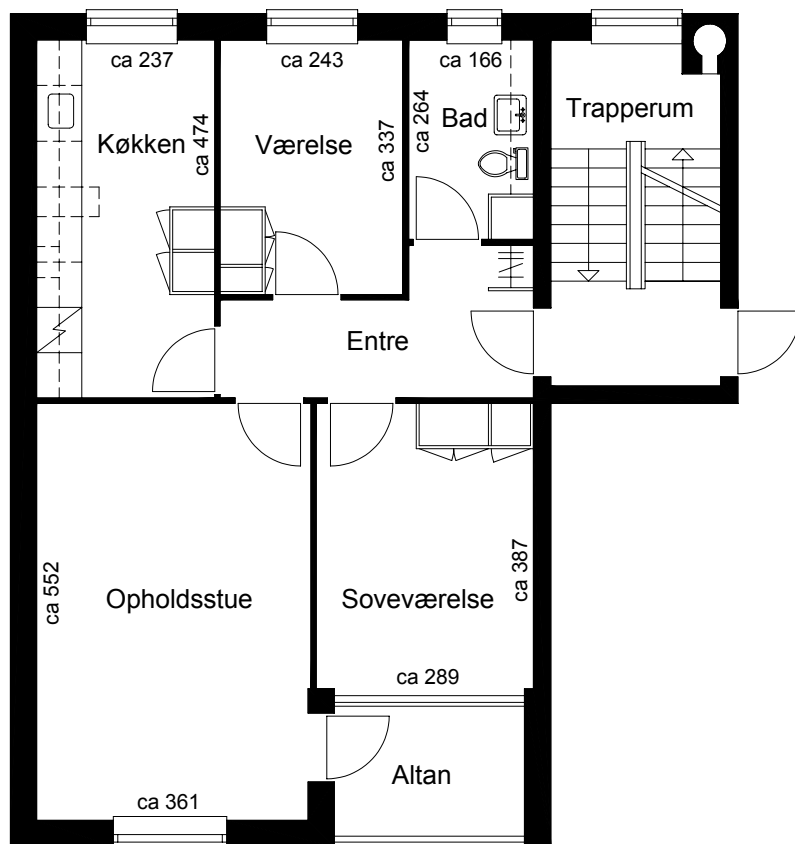 ca 237
ca 243
ca 166
Køkken
ca 474
Værelse
ca 337
ca 264
Bad
Trapperum
Entre
ca 552
Opholdsstue
Soveværelse
ca 387
ca 289
Altan
ca 361